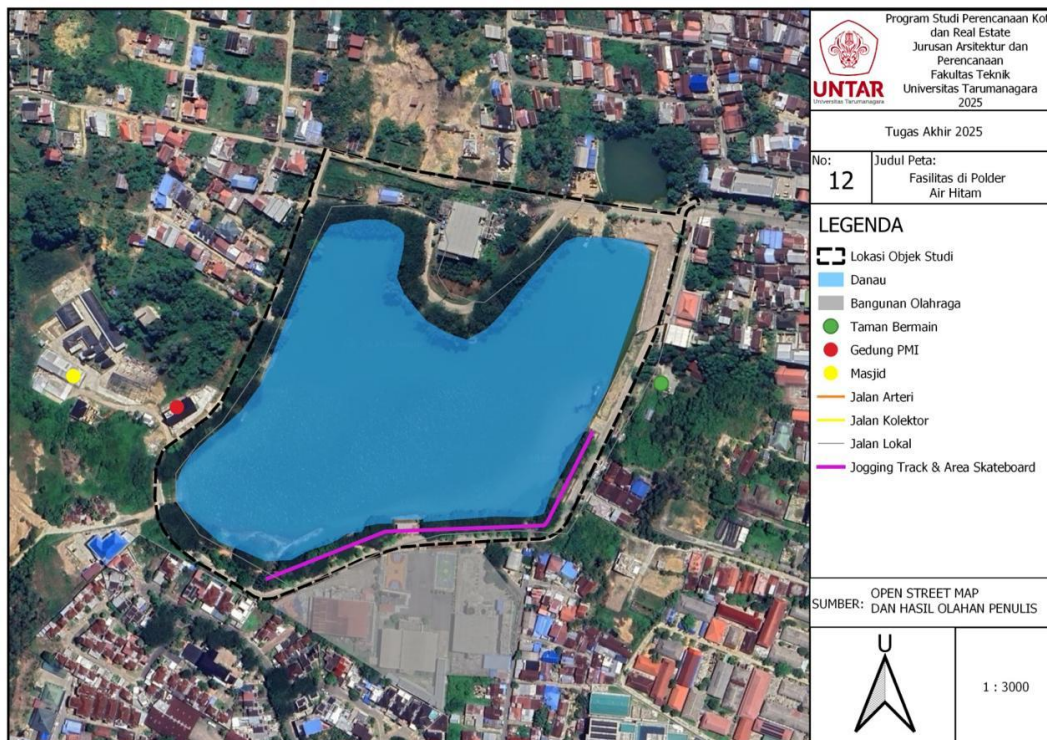 UNTAR
Universitas Tarumanagara
Program Studi Perencanaan Kot
dan Real Estate
Jurusan Arsitektur dan
Perencanaan
Fakultas Teknik
Universitas Tarumanagara
2025
Tugas Akhir 2025
No:
12
Judul Peta:
Fasilitas di Polder
Air Hitam
LEGENDA
Lokasi Objek Studi
Danau
Bangunan Olahraga
Taman Bermain
Gedung PMI
Masjid
Jalan Arteri
Jalan Kolektor
Jalan Lokal
Jogging Track & Area Skateboard
SUMBER:
OPEN STREET MAP
DAN HASIL OLAHAN PENULIS
U
1 : 3000